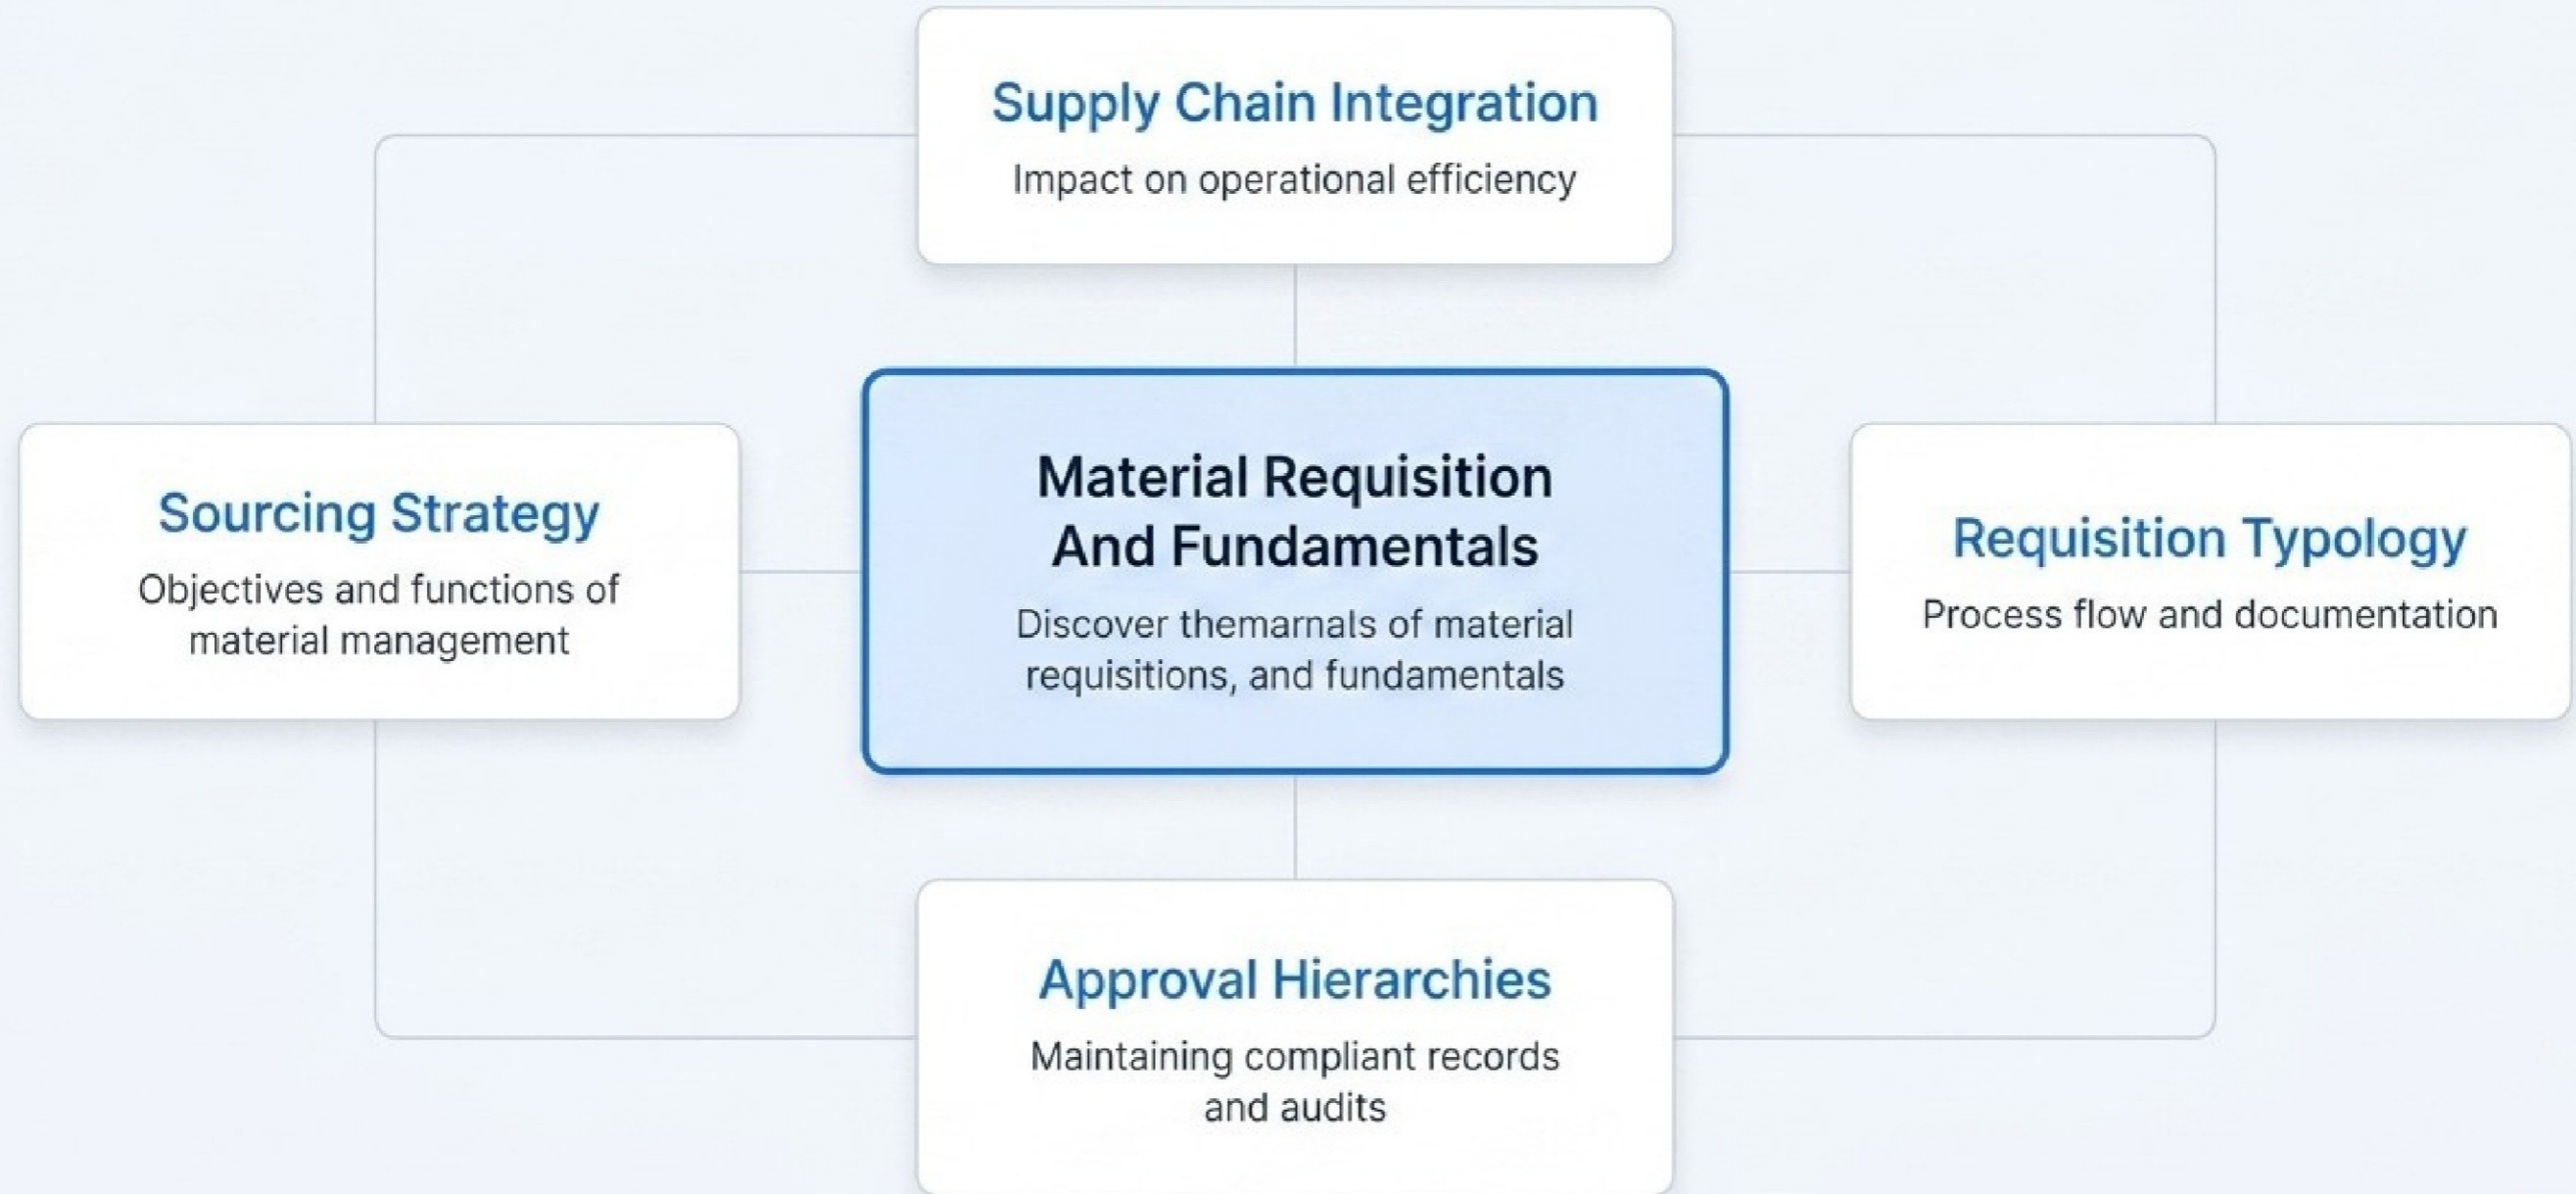 Supply Chain Integration
Impact on operational efficiency
Sourcing Strategy
Objectives and functions of
material management
Material Requisition
And Fundamentals
Discover themarnals of material
requisitions, and fundamentals
Requisition Typology
Process flow and documentation
Approval Hierarchies
Maintaining compliant records
and audits